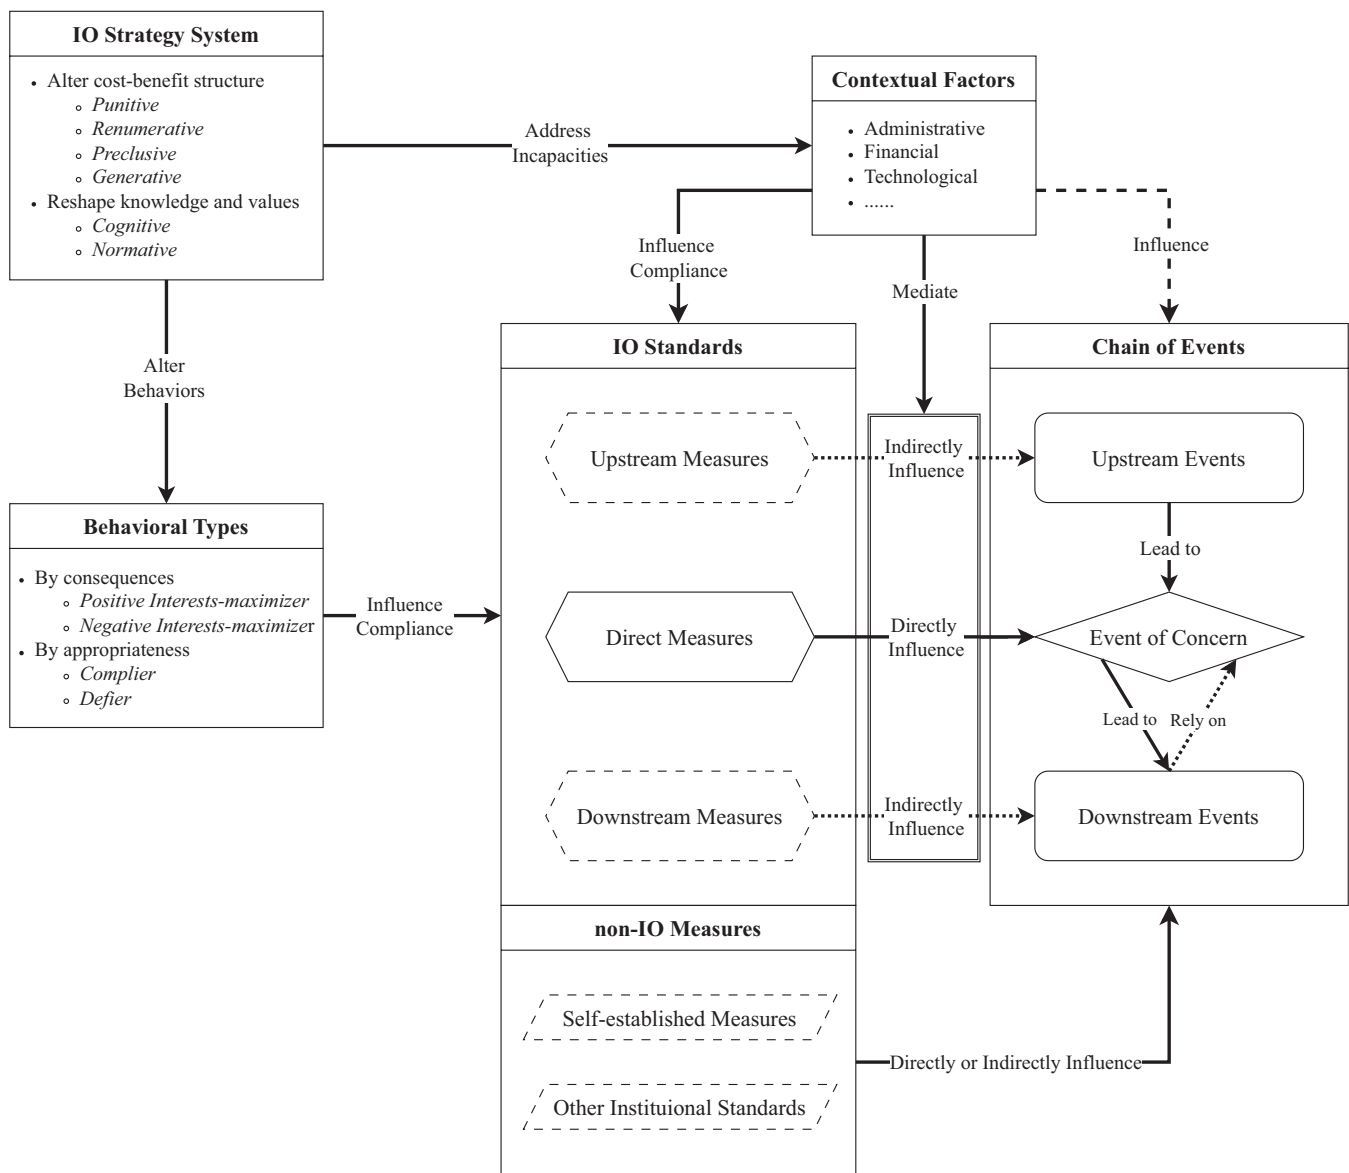 IO Strategy System
Alter cost-benefit structure
Punitive
Renumerative
Preclusive
Generative
Reshape knowledge and values
Cognitive
Normative
Address
Incapacities
Contextual Factors
Administrative
Financial
Technological
......
Influence
Compliance
Mediate
Influence
Alter
Behaviors
Behavioral Types
By consequences
Positive Interests-maximizer
Negative Interests-maximizer
By appropriateness
Complier
Defier
Influence
Compliance
IO Standards
Upstream Measures
Direct Measures
Downstream Measures
Indirectly
Influence
Directly
Influence
Indirectly
Influence
Chain of Events
Upstream Events
Lead to
Event of Concern
Lead to
Rely on
Downstream Events
non-IO Measures
Self-established Measures
Other Instituional Standards
Directly or Indirectly Influence